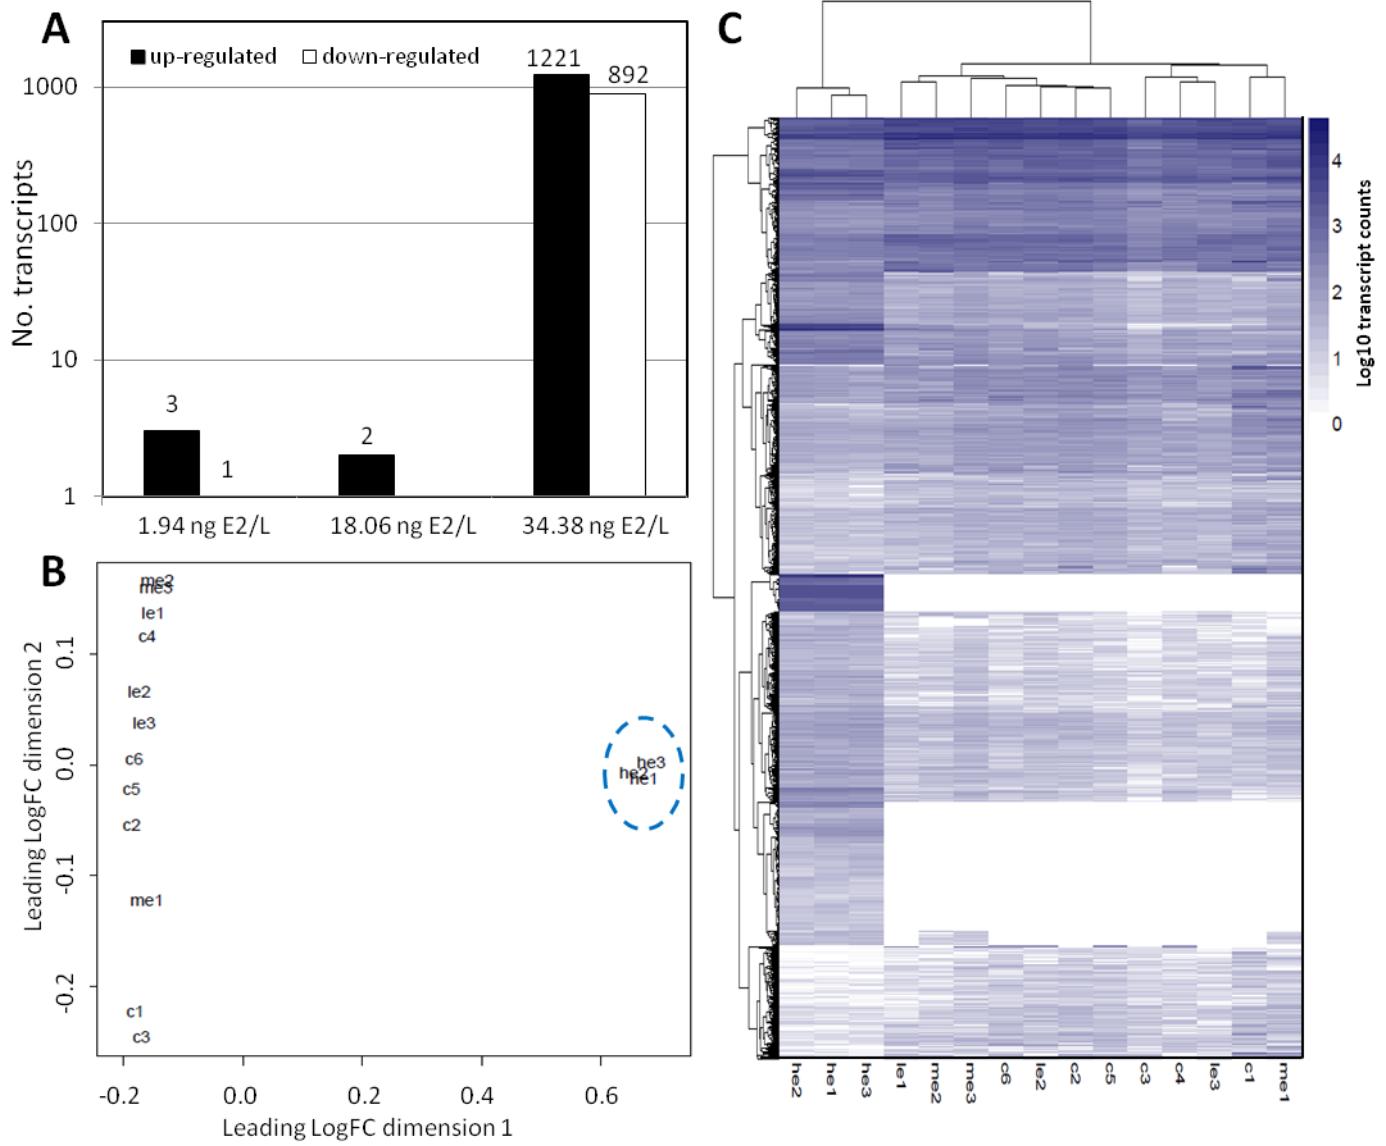 A
up-regulated
down-regulated
1221
892
1000
100
10
1
3
1
2
No. transcripts
1.94 ng E2/L
18.06 ng E2/L
34.38 ng E2/L
B
me2
me3
le1
c4
le2
le3
c6
c5
c2
me1
c1
c3
he3
he2
he1
0.1
0.0
-0.1
-0.2
Leading LogFC dimension 2
-0.2
0.0
0.2
0.4
0.6
Leading LogFC dimension 1
C
4
3
2
1
0
Log10 transcript counts
he2
he1
he3
le1
me2
me3
c6
le2
c2
c5
c3
c4
le3
c1
me1